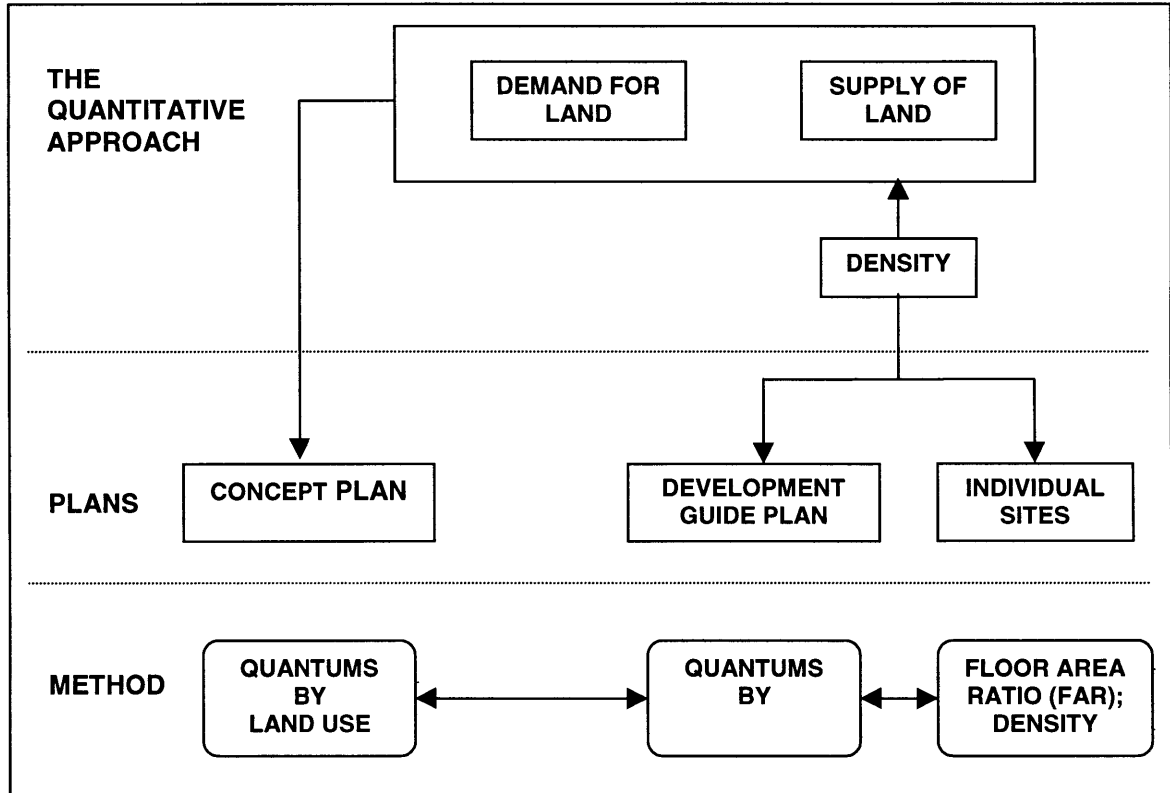 THE
QUANTITATIVE
APPROACH
DEMAND FOR
LAND
SUPPLY OF
LAND
DENSITY
PLANS
CONCEPT PLAN
DEVELOPMENT
GUIDE PLAN
INDIVIDUAL
SITES
METHOD
QUANTUMS
BY
LAND USE
QUANTUMS
BY
FLOOR AREA
RATIO (FAR);
DENSITY